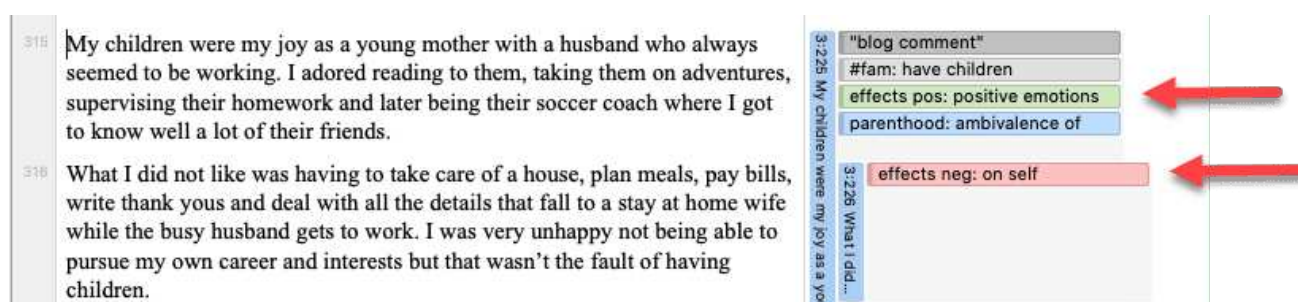 315
My children were my joy as a young mother with a husband who always
seemed to be working. I adored reading to them, taking them on adventures,
supervising their homework and later being their soccer coach where I got
to know well a lot of their friends.
316
What I did not like was having to take care of a house, plan meals, pay bills,
write thank yous and deal with all the details that fall to a stay at home wife
while the busy husband gets to work. I was very unhappy not being able to
pursue my own career and interests but that wasn’t the fault of having
children.
3:225 My children were my joy as a yo
"blog comment"
#fam: have children
effects pos: positive emotions
parenthood: ambivalence of
3:226 What I did...
effects neg: on self